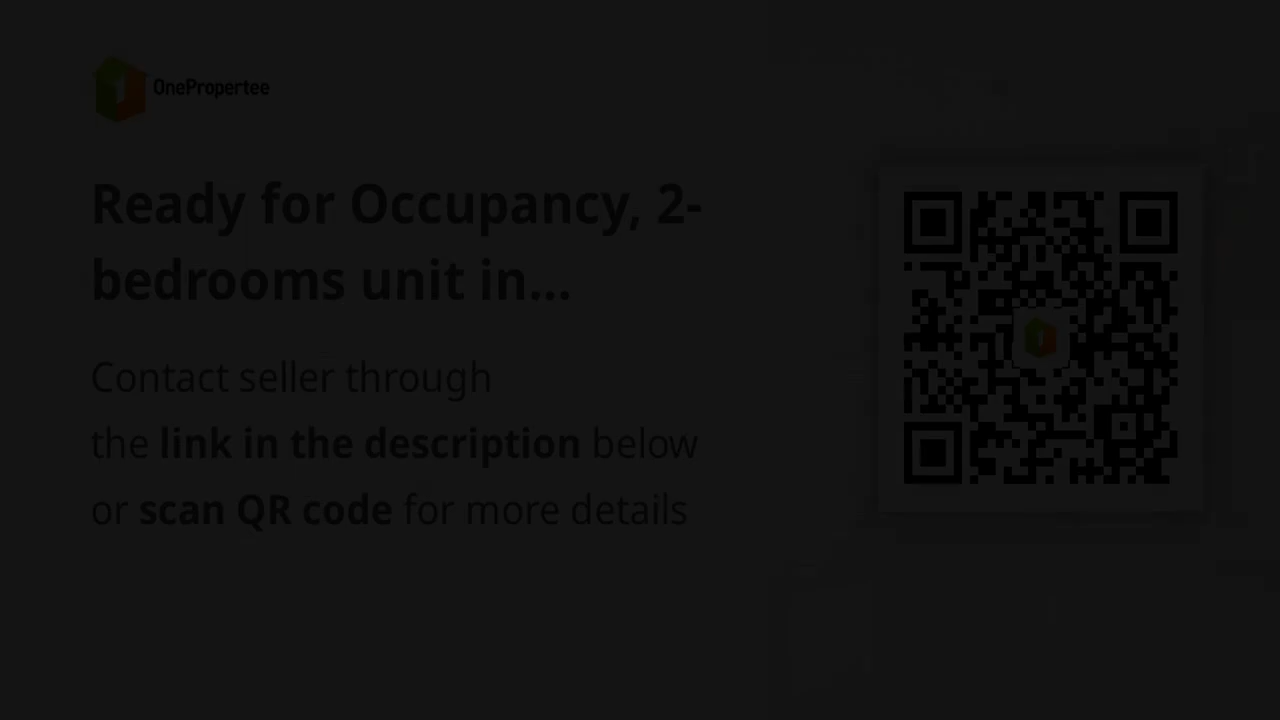 OnePropertee
Ready for Occupancy, 2-
bedrooms unit in...
Contact seller through
the link in the description below
or scan QR code for more details